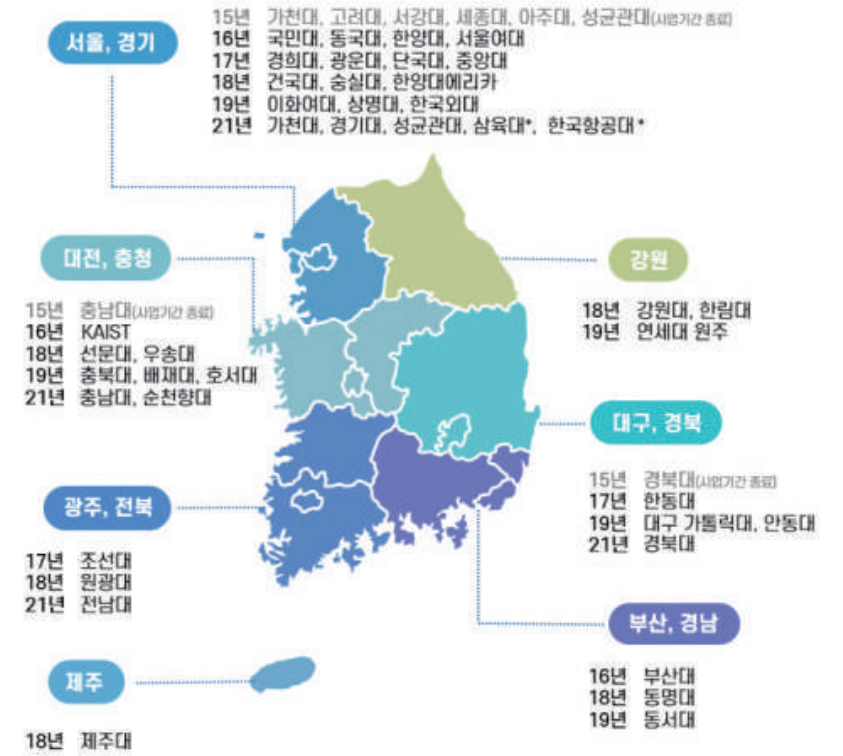 서울, 경기
15년 가천대, 고려대, 서강대, 세종대, 아주대, 성균관대(사업기간 종료)
16년 국민대, 동국대, 한양대, 서울여대
17년 경희대, 광운대, 단국대, 중앙대
18년 건국대, 숭실대, 한양대에리카
19년 이화여대, 상명대, 한국외대
21년 가천대, 경기대, 성균관대, 삼육대*, 한국항공대*
대전, 충청
15년 충남대(사업기간 종료)
16년 KAIST
18년 선문대, 우송대
19년 충북대, 배재대, 호서대
21년 충남대, 순천향대
강원
18년 강원대, 한림대
19년 연세대 원주
대구, 경북
15년 경북대(사업기간 종료)
17년 한동대
19년 대구 가톨릭대, 안동대
21년 경북대
광주, 전북
17년 조선대
18년 원광대
21년 전남대
부산, 경남
16년 부산대
18년 동명대
19년 동서대
제주
18년 제주대